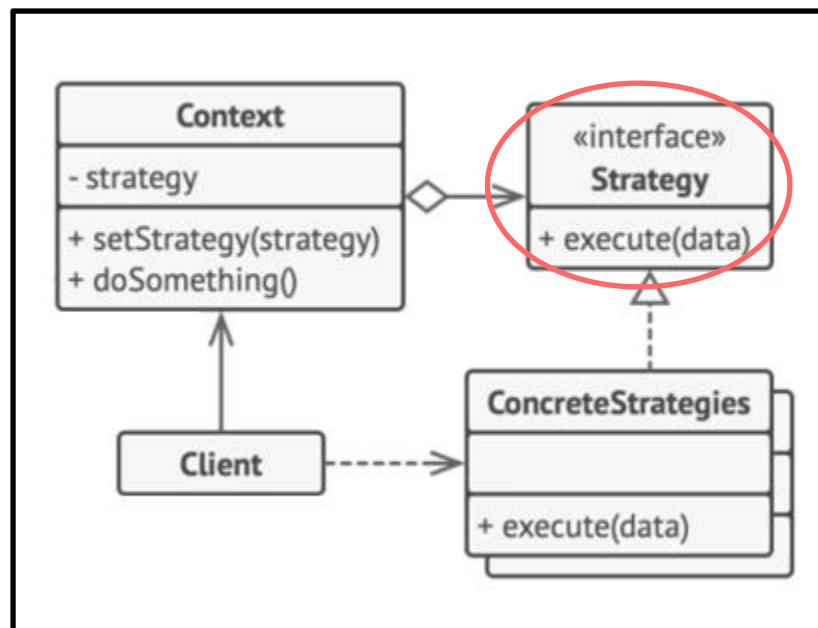 Context
- strategy
+ setStrategy(strategy)
+ doSomething()
«interface»
Strategy
+ execute(data)
Client
ConcreteStrategies
+ execute(data)